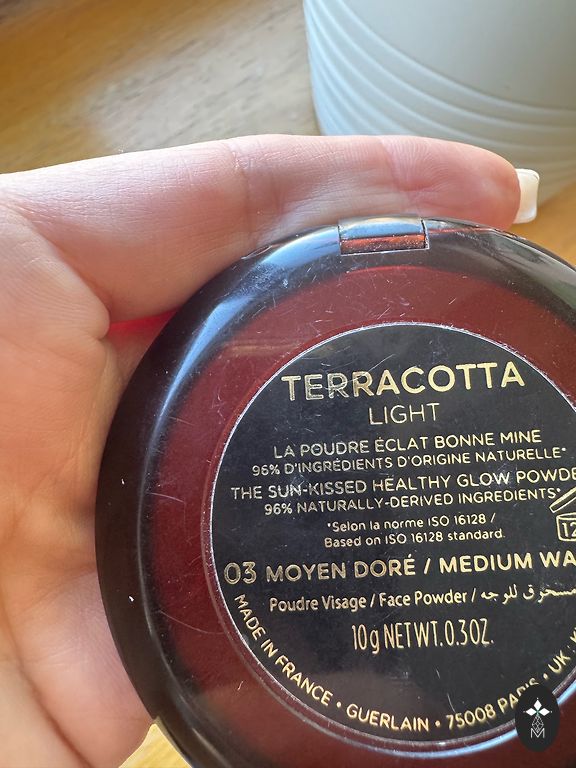 TERRACOTTA
LIGHT
LA POUDRE ÉCLAT BONNE MINE
96% D'INGRÉDIENTS D'ORIGINE NATURELLE*
THE SUN-KISSED HEALTHY GLOW POWDE
96% NATURALLY-DERIVED INGREDIENTS*
*Selon la norme ISO 16128 /
Based on ISO 16128 standard.
12
03 MOYEN DORÉ / MEDIUM WA
Poudre Visage / Face Powder / مسحوق للوجه
10g NET WT. 0.3OZ.
MADE IN FRANCE • GUERLAIN • 75008 PARIS • UK:
M